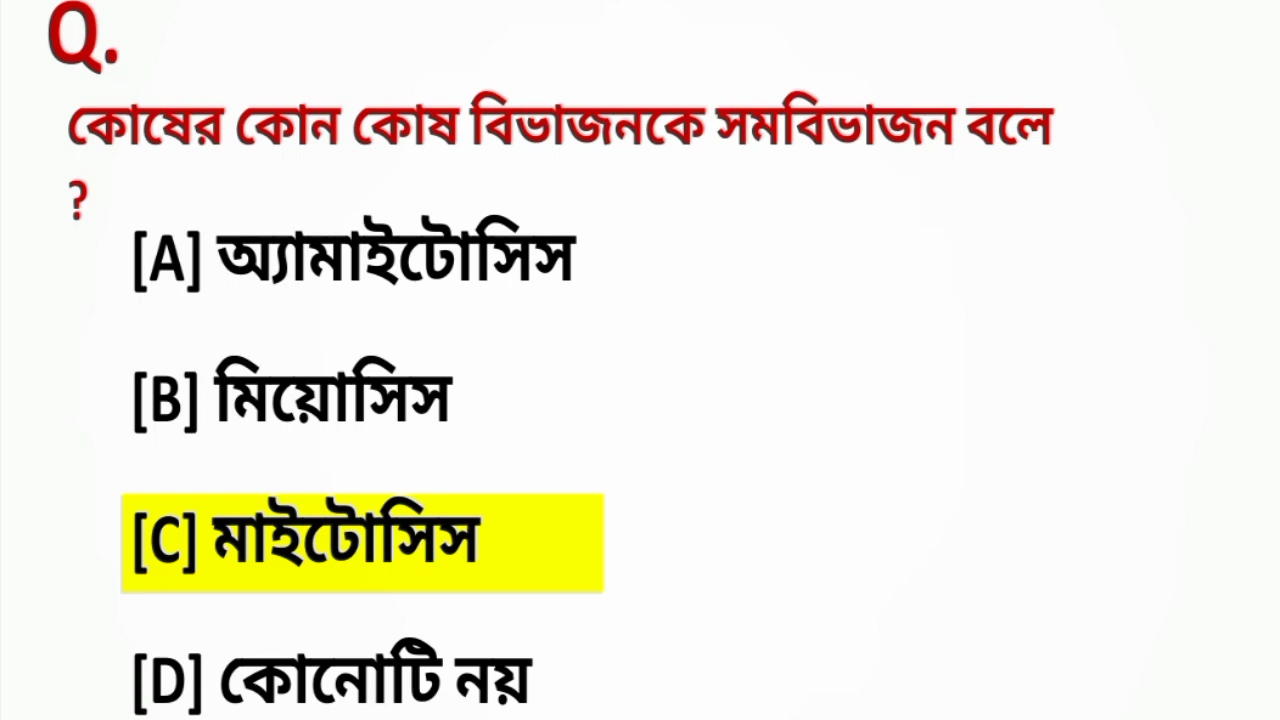 Q.
কোষের কোন কোষ বিভাজনকে সমবিভাজন বলে
?
[A] অ্যামাইটোসিস
[B] মিয়োসিস
[C] মাইটোসিস
[D] কোনোটি নয়